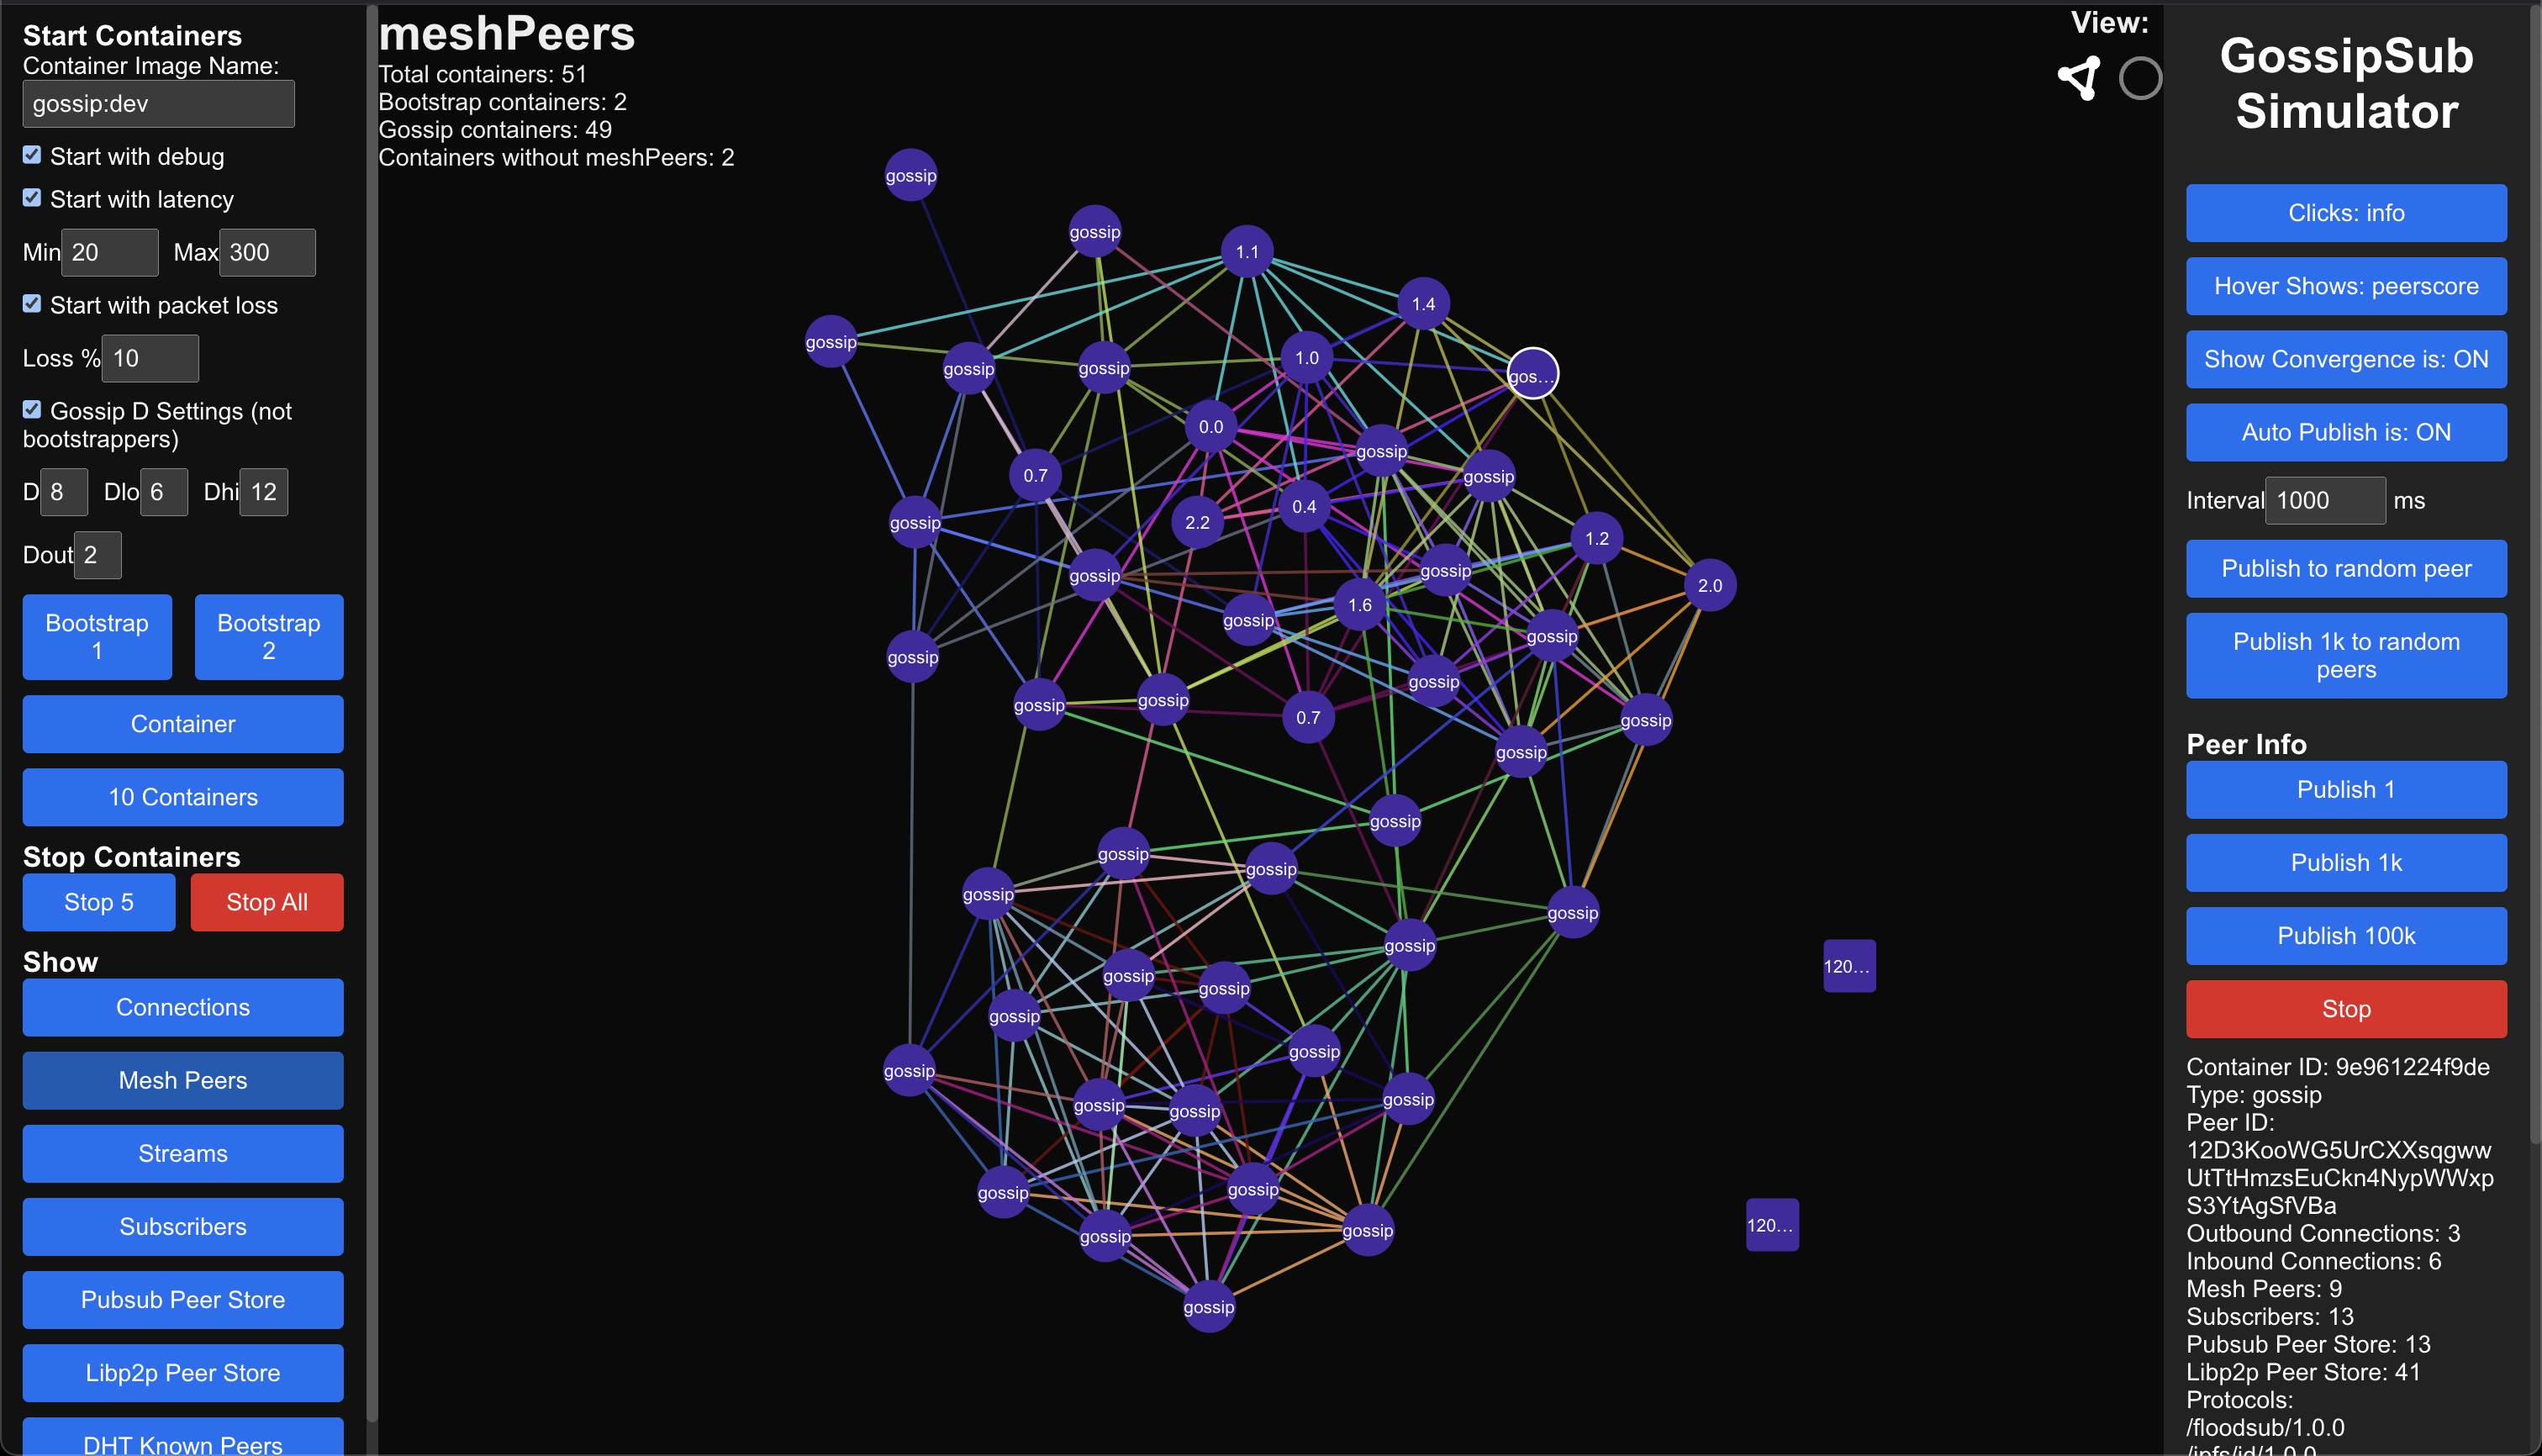 Start Containers
Container Image Name:
gossip:dev
Start with debug
Start with latency
Min 20 Max 300
Start with packet loss
Loss % 10
Gossip D Settings (not
bootstrappers)
D 8 Dlo 6 Dhi 12
Dout 2
Bootstrap
1
Bootstrap
2
Container
10 Containers
Stop Containers
Stop 5
Stop All
Show
Connections
Mesh Peers
Streams
Subscribers
Pubsub Peer Store
Libp2p Peer Store
DHT Known Peers
meshPeers
Total containers: 51
Bootstrap containers: 2
Gossip containers: 49
Containers without meshPeers: 2
View:
gossip
gossip
1.1
1.4
gossip
gossip
gossip
1.0
gos...
0.0
gossip
0.7
gossip
0.4
gossip
2.2
1.2
gossip
gossip
2.0
1.6
gossip
gossip
gossip
gossip
gossip
gossip
0.7
gossip
gossip
gossip
gossip
gossip
gossip
gossip
gossip
gossip
120...
gossip
gossip
gossip
gossip
gossip
gossip
gossip
gossip
gossip
gossip
120...
gossip
gossip
gossip
GossipSub
Simulator
Clicks: info
Hover Shows: peerscore
Show Convergence is: ON
Auto Publish is: ON
Interval 1000 ms
Publish to random peer
Publish 1k to random
peers
Peer Info
Publish 1
Publish 1k
Publish 100k
Stop
Container ID: 9e961224f9de
Type: gossip
Peer ID:
12D3KooWG5UrCXXsqgww
UtTtHmzsEuCkn4NypWWxp
S3YtAgSfVBa
Outbound Connections: 3
Inbound Connections: 6
Mesh Peers: 9
Subscribers: 13
Pubsub Peer Store: 13
Libp2p Peer Store: 41
Protocols:
/floodsub/1.0.0
/ipfs/id/1.0.0